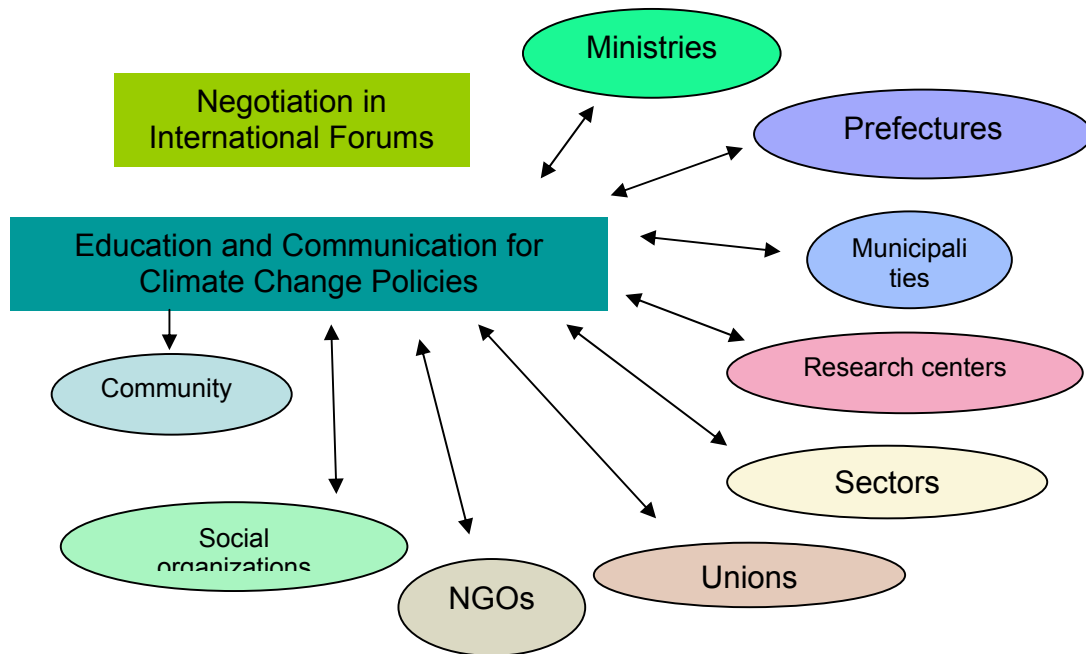 Ministries
Negotiation in
International Forums
Prefectures
Education and Communication for
Climate Change Policies
Municipali
ties
Research centers
Community
Sectors
Social
organizations
NGOs
Unions